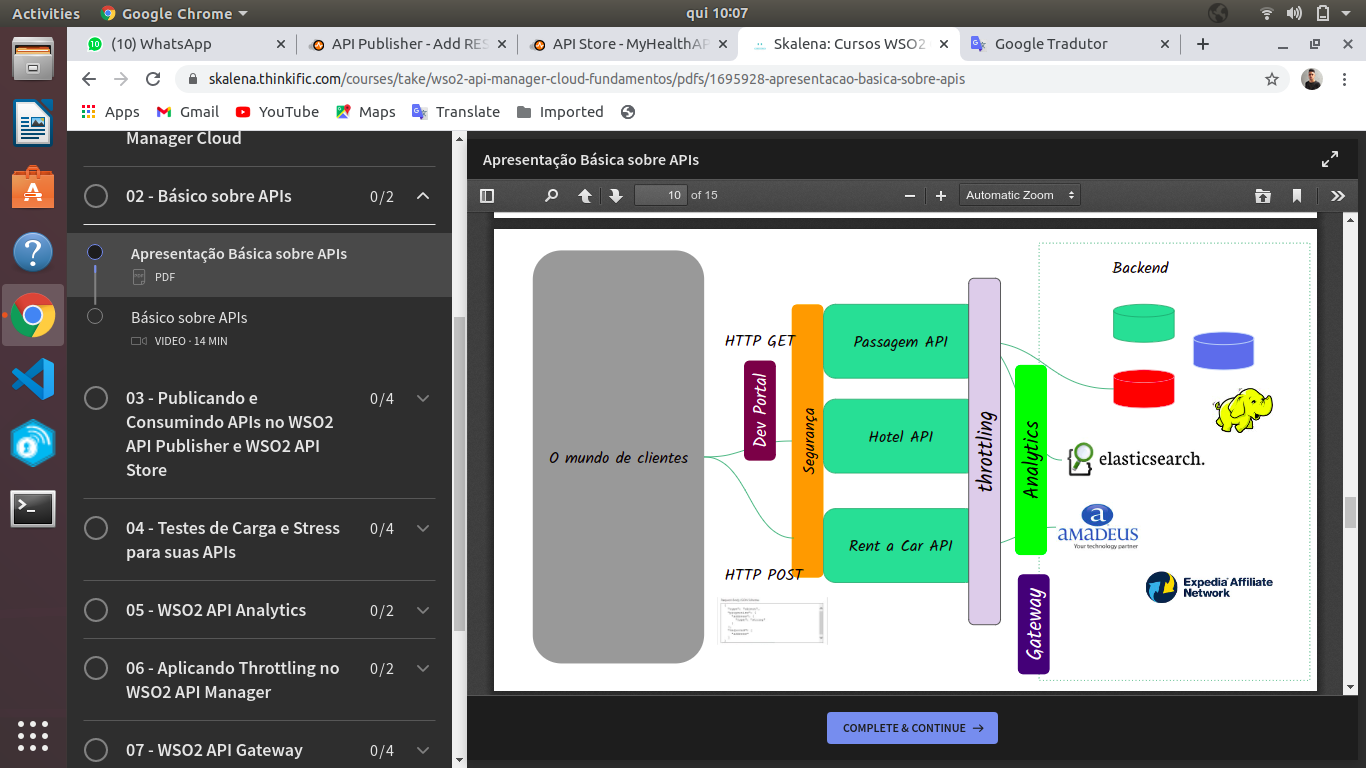 Activities
Google Chrome
qui 10:07
(10) WhatsApp
API Publisher - Add RES
API Store - MyHealthAP
Skalena: Cursos WSO2
Google Tradutor
skalena.thinkific.com/courses/take/wso2-api-manager-cloud-fundamentos/pdfs/1695928-apresentacao-basica-sobre-apis
Apps
Gmail
YouTube
Maps
Translate
Imported
Manager Cloud
02 - Básico sobre APIs 0/2
Apresentação Básica sobre APIs
PDF
Básico sobre APIs
VIDEO · 14 MIN
03 - Publicando e 0/4
Consumindo APIs no WSO2
API Publisher e WSO2 API
Store
04 - Testes de Carga e Stress 0/4
para suas APIs
05 - WSO2 API Analytics 0/2
06 - Aplicando Throttling no 0/2
WSO2 API Manager
07 - WSO2 API Gateway 0/4
Apresentação Básica sobre APIs
10 of 15
Automatic Zoom
O mundo de clientes
HTTP GET
Dev Portal
HTTP POST
Segurança
Passagem API
Hotel API
Rent a Car API
throttling
Analytics
Gateway
Backend
elasticsearch.
amadeus
Your technology partner
Expedia Affiliate
Network
COMPLETE & CONTINUE →